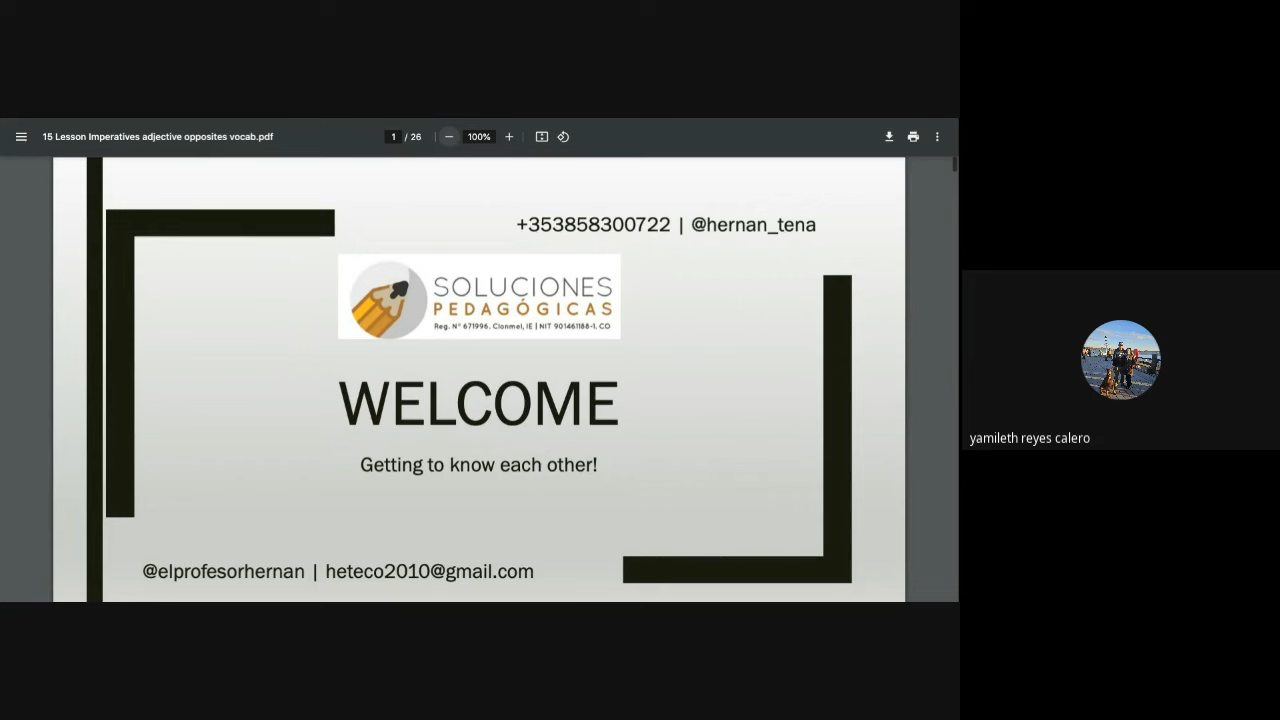 15 Lesson Imperatives adjective opposites vocab.pdf
1 / 26
100%
+353858300722 | @hernan_tena
SOLUCIONES
PEDAGÓGICAS
Reg. Nº 671996. Clonmel, IE | NIT 901461188-1. CO
WELCOME
Getting to know each other!
@elprofesorhernan | heteco2010@gmail.com
yamileth reyes calero